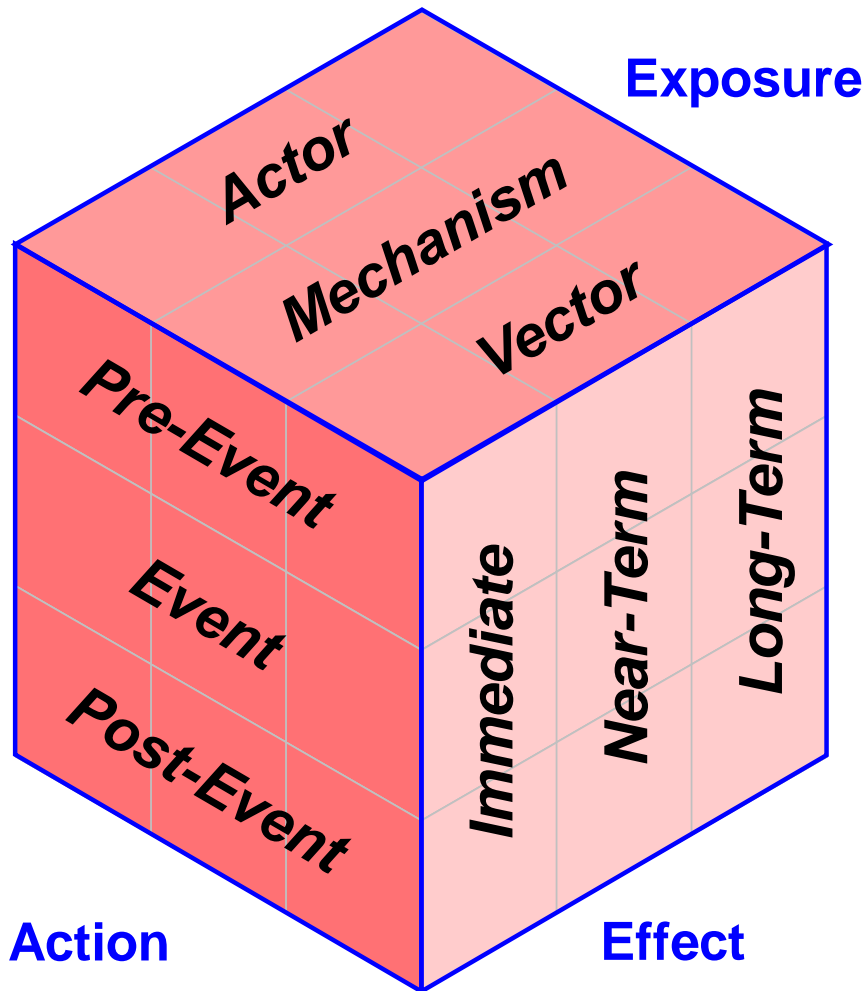 Exposure
Actor
Mechanism
Vector
Pre-Event
Event
Post-Event
Immediate
Near-Term
Long-Term
Action
Effect